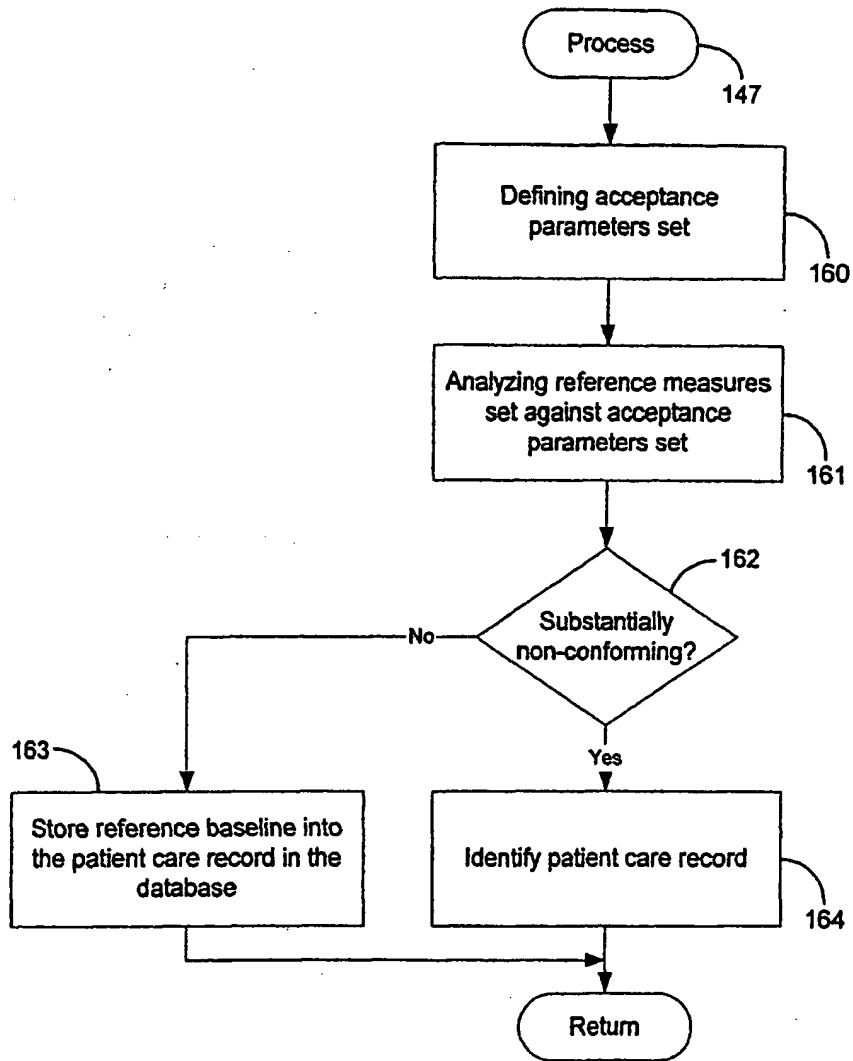 Process
147
Defining acceptance
parameters set
160
Analyzing reference measures
set against acceptance
parameters set
161
162
Substantially
non-conforming?
No
Yes
163
Store reference baseline into
the patient care record in the
database
Identify patient care record
164
Return